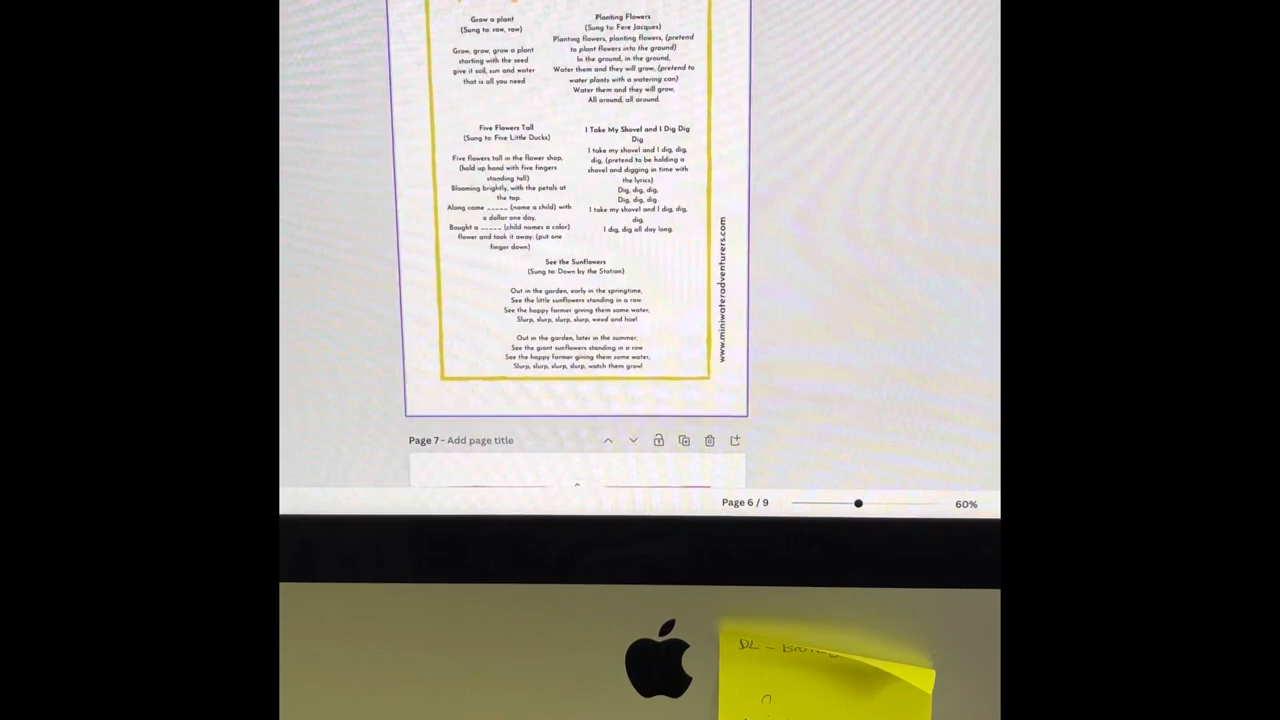 Grow a plant
(Sung to: row, row)
Grow, grow, grow a plant
starting with the seed
give it soil, sun and water
that is all you need
Planting Flowers
(Sung to: Fere Jacques)
Planting flowers, planting flowers, (pretend
to plant flowers into the ground)
In the ground, in the ground,
Water them and they will grow, (pretend to
water plants with a watering can)
Water them and they will grow,
All around, all around.
Five Flowers Tall
(Sung to: Five Little Ducks)
Five flowers tall in the flower shop,
(hold up hand with five fingers
standing tall)
Blooming brightly, with the petals at
the top.
Along came _____ (name a child) with
a dollar one day,
Bought a _____ (child names a color)
flower and took it away. (put one
finger down)
I Take My Shovel and I Dig Dig
Dig
I take my shovel and I dig, dig,
dig, (pretend to be holding a
shovel and digging in time with
the lyrics)
Dig, dig, dig,
Dig, dig, dig.
I take my shovel and I dig, dig,
dig,
I dig, dig all day long.
See the Sunflowers
(Sung to: Down by the Station)
Out in the garden, early in the springtime,
See the little sunflowers standing in a row.
See the happy farmer giving them some water,
Slurp, slurp, slurp, slurp, weed and hoe!
Out in the garden, later in the summer,
See the giant sunflowers standing in a row
See the happy farmer giving them some water,
Slurp, slurp, slurp, slurp, watch them grow!
www.miniwateradventurers.com
Page 7 - Add page title
Page 6 / 9
60%
DL -